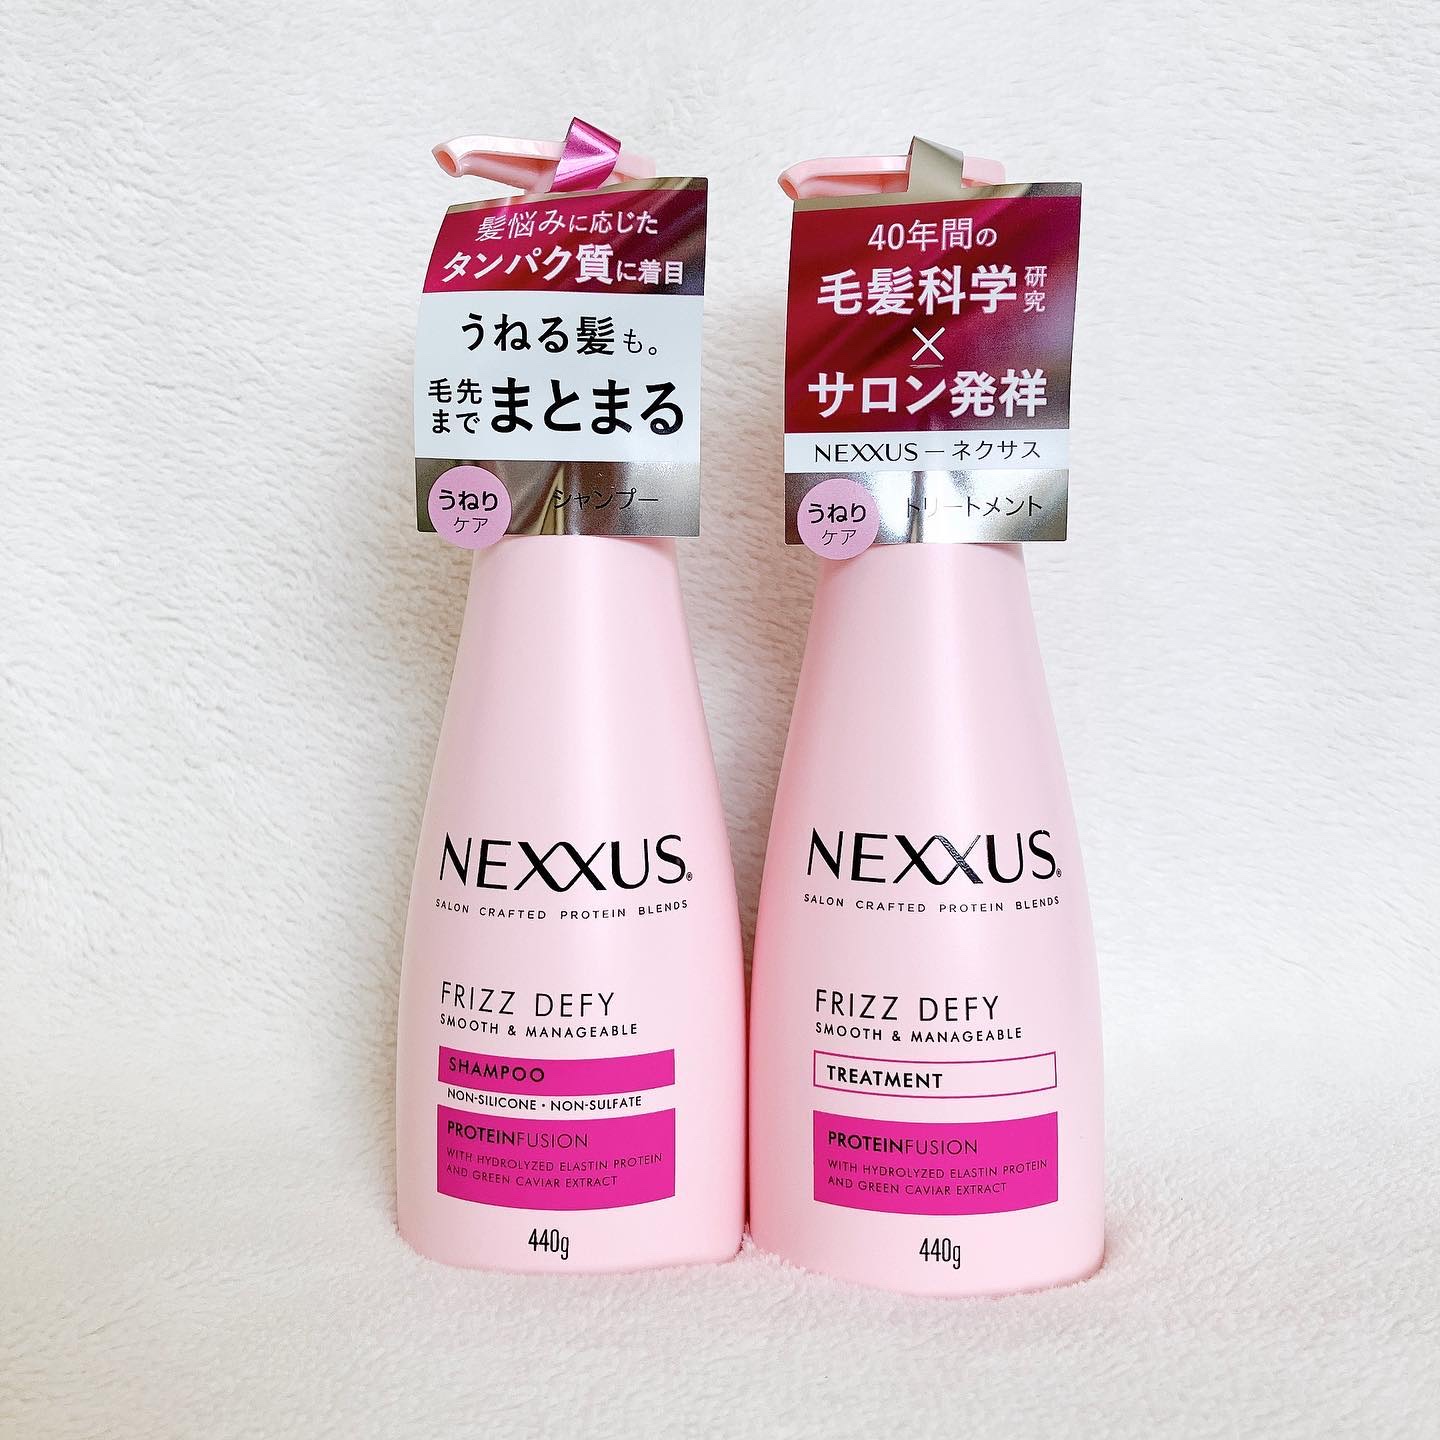 髪悩みに応じた
タンパク質に着目
うねる髪も。
毛先まで まとまる
うねりケア
シャンプー
NEXXUS®
SALON CRAFTED PROTEIN BLENDS
FRIZZ DEFY
SMOOTH & MANAGEABLE
SHAMPOO
NON-SILICONE・NON-SULFATE
PROTEINFUSION
WITH HYDROLYZED ELASTIN PROTEIN
AND GREEN CAVIAR EXTRACT
440g
40年間の
毛髪科学研究
×
サロン発祥
NEXXUS — ネクサス
うねりケア
トリートメント
NEXXUS®
SALON CRAFTED PROTEIN BLENDS
FRIZZ DEFY
SMOOTH & MANAGEABLE
TREATMENT
PROTEINFUSION
WITH HYDROLYZED ELASTIN PROTEIN
AND GREEN CAVIAR EXTRACT
440g